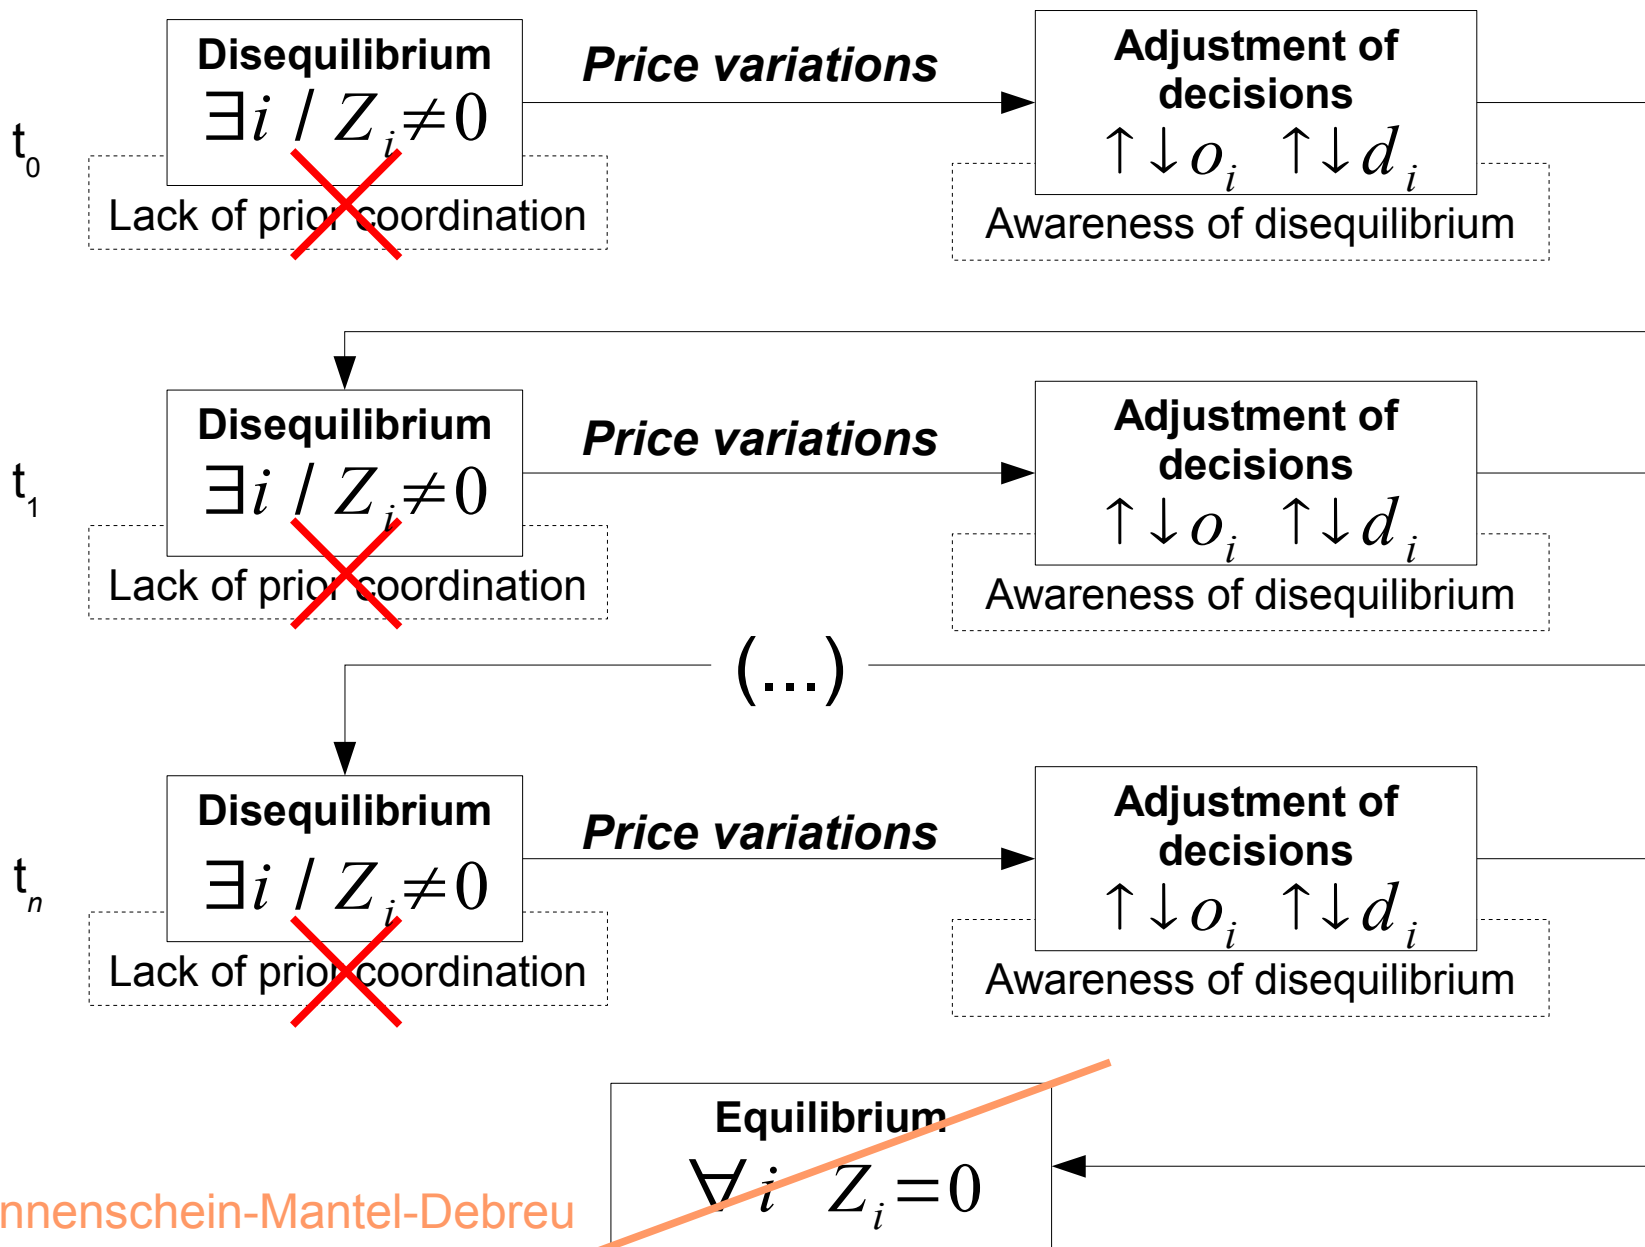 Disequilibrium
∃i / Z_i ≠ 0
Price variations
Adjustment of
decisions
↑↓o_i ↑↓d_i
t_0
Lack of prior coordination
Awareness of disequilibrium
Disequilibrium
∃i / Z_i ≠ 0
Price variations
Adjustment of
decisions
↑↓o_i ↑↓d_i
t_1
Lack of prior coordination
Awareness of disequilibrium
(...)
Disequilibrium
∃i / Z_i ≠ 0
Price variations
Adjustment of
decisions
↑↓o_i ↑↓d_i
t_n
Lack of prior coordination
Awareness of disequilibrium
Equilibrium
∀i Z_i = 0
nnenschein-Mantel-Debreu